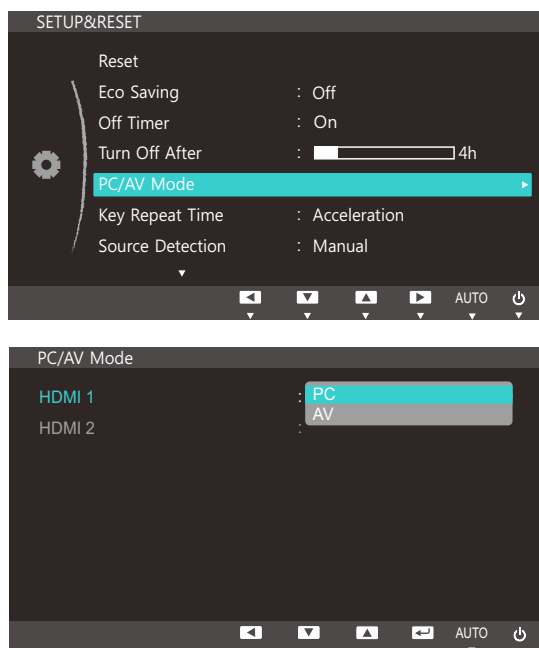 SETUP&RESET
Reset
Eco Saving : Off
Off Timer : On
Turn Off After : 4h
PC/AV Mode
Key Repeat Time : Acceleration
Source Detection : Manual
AUTO
PC/AV Mode
HDMI 1 : PC
AV
HDMI 2 :
AUTO